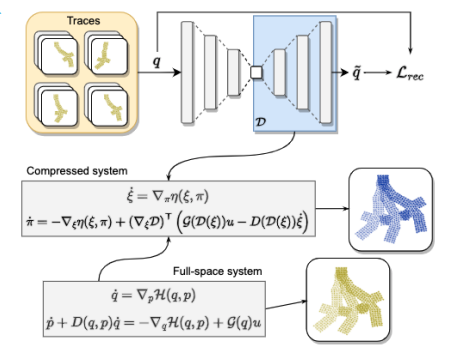 Traces
q
q̃
ℒ_rec
𝒟
Compressed system
ξ̇ = ∇_π η(ξ, π)
π̇ = −∇_ξ η(ξ, π) + (∇_ξ 𝒟)^⊤ (𝒢(𝒟(ξ))u − D(𝒟(ξ))ξ̇)
Full-space system
q̇ = ∇_p ℋ(q, p)
ṗ + D(q, p)q̇ = −∇_q ℋ(q, p) + 𝒢(q)u